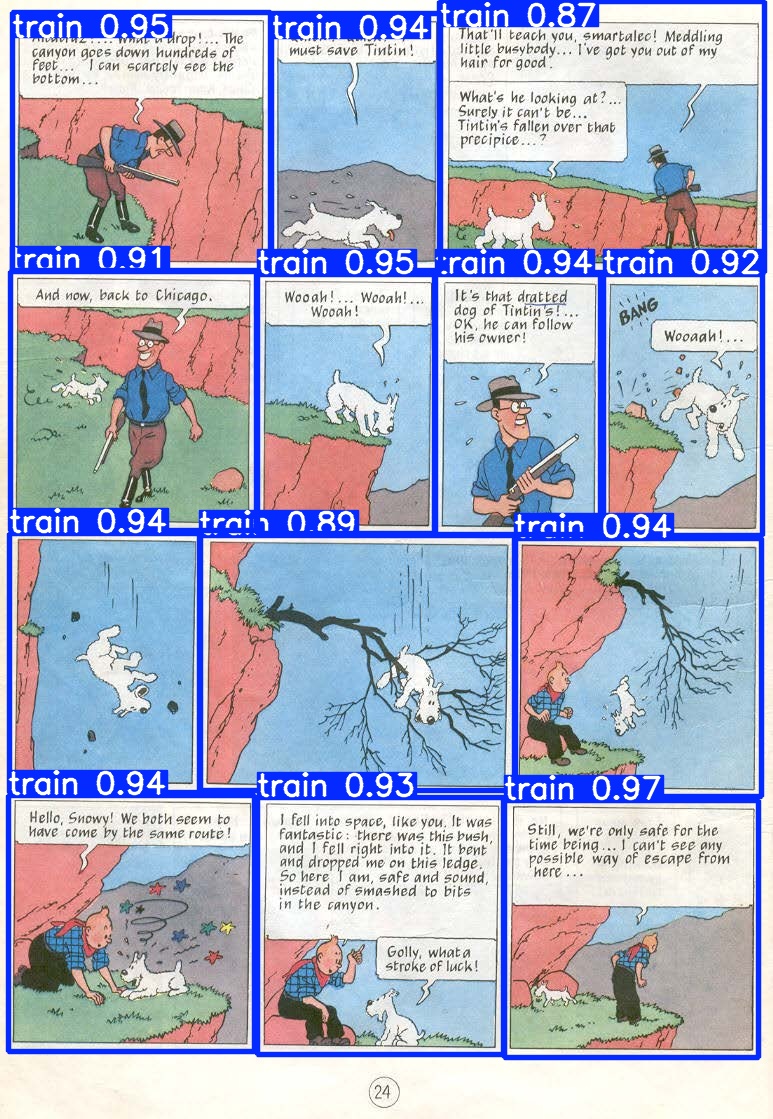 train 0.95
train 0.94
train 0.87
What a drop!... The
canyon goes down hundreds of
feet... I can scarcely see the
bottom...
must save Tintin!
That'll teach you, smartalec! Meddling
little busybody... I've got you out of my
hair for good.
What's he looking at?...
Surely it can't be...
Tintin's fallen over that
precipice...?
train 0.91
train 0.95
train 0.94
train 0.92
And now, back to Chicago.
Wooah!... Wooah!...
Wooah!
It's that dratted
dog of Tintin's!...
OK, he can follow
his owner!
BANG
Wooaah!...
train 0.94
train 0.89
train 0.94
train 0.94
train 0.93
train 0.97
Hello, Snowy! We both seem to
have come by the same route!
I fell into space, like you. It was
fantastic: there was this bush,
and I fell right into it. It bent
and dropped me on this ledge.
So here I am, safe and sound,
instead of smashed to bits
in the canyon.
Golly, what a
stroke of luck!
Still, we're only safe for the
time being... I can't see any
possible way of escape from
here...
24